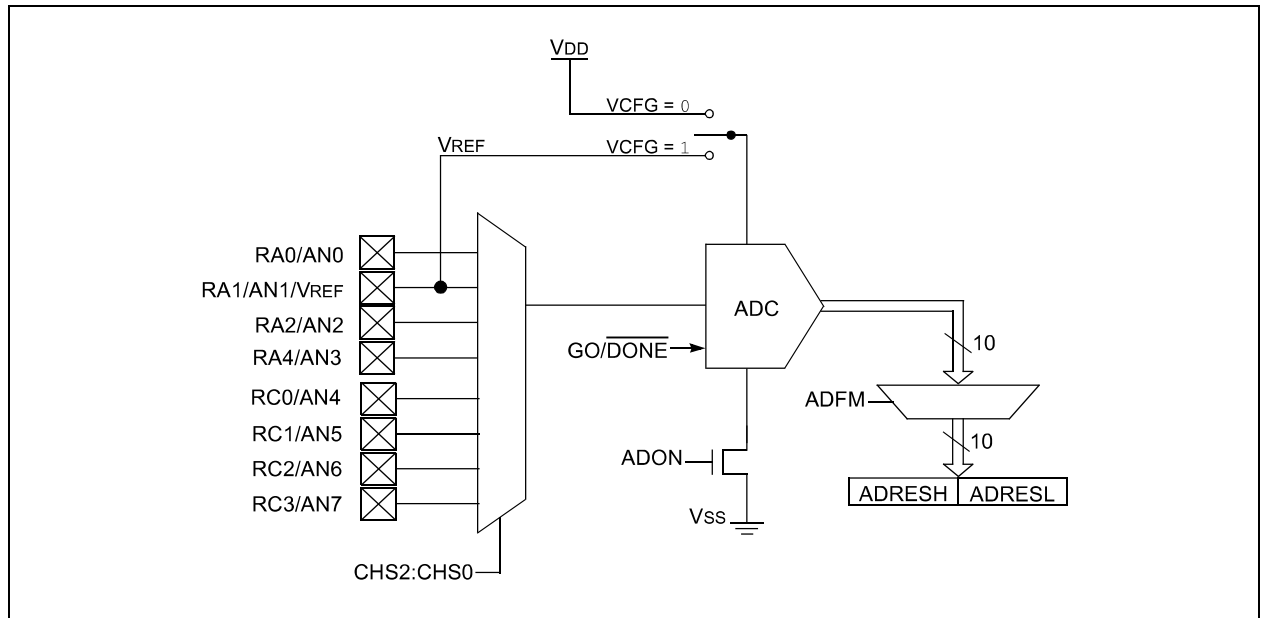 VDD
VCFG = 0
VREF
VCFG = 1
RA0/AN0
RA1/AN1/VREF
RA2/AN2
RA4/AN3
RC0/AN4
RC1/AN5
RC2/AN6
RC3/AN7
CHS2:CHS0
ADC
GO/DONE
10
ADFM
10
ADON
ADRESH ADRESL
VSS